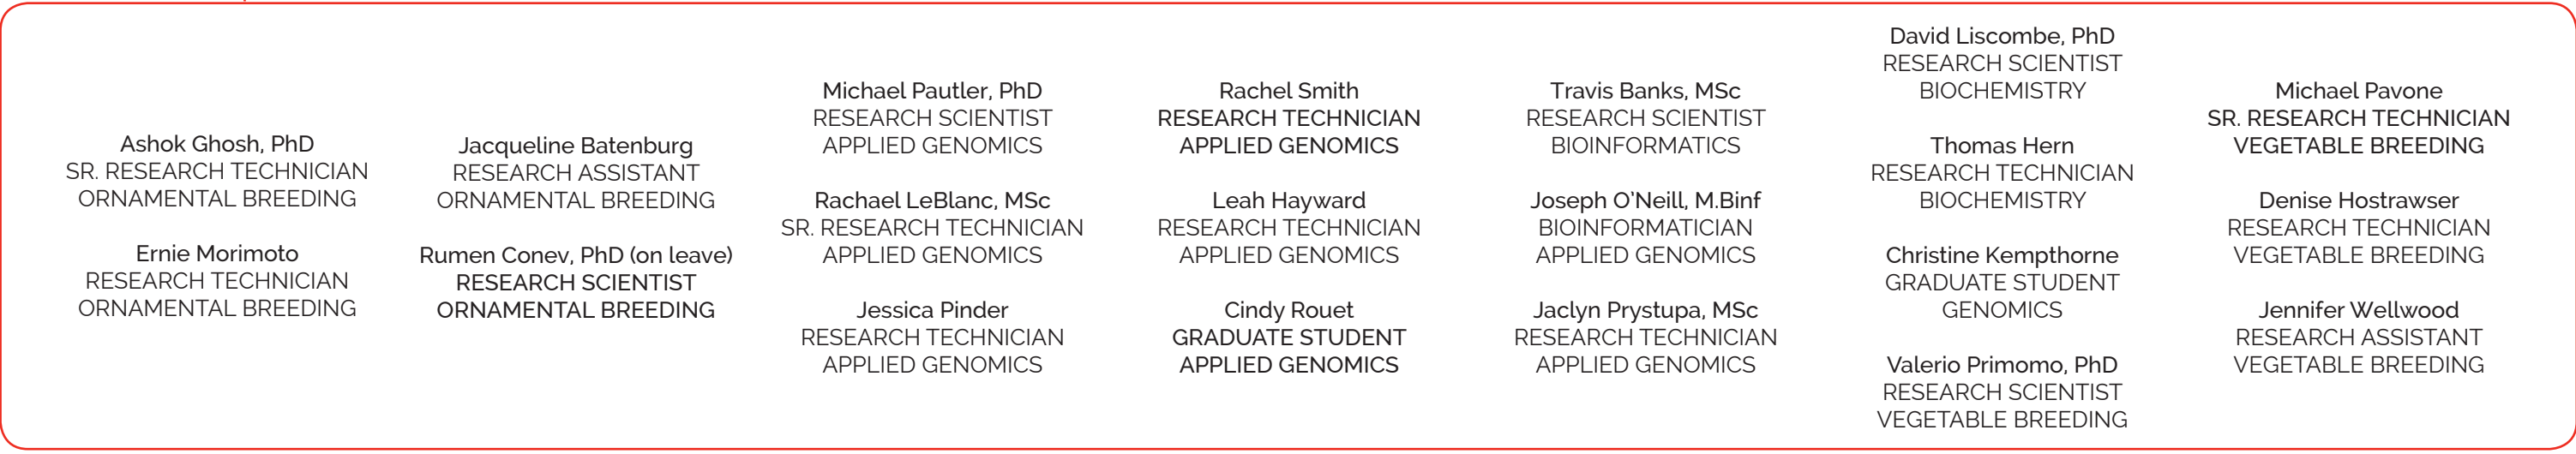 Ashok Ghosh, PhD
SR. RESEARCH TECHNICIAN
ORNAMENTAL BREEDING
Ernie Morimoto
RESEARCH TECHNICIAN
ORNAMENTAL BREEDING
Jacqueline Batenburg
RESEARCH ASSISTANT
ORNAMENTAL BREEDING
Rumen Conev, PhD (on leave)
RESEARCH SCIENTIST
ORNAMENTAL BREEDING
Michael Pautler, PhD
RESEARCH SCIENTIST
APPLIED GENOMICS
Rachael LeBlanc, MSc
SR. RESEARCH TECHNICIAN
APPLIED GENOMICS
Jessica Pinder
RESEARCH TECHNICIAN
APPLIED GENOMICS
Rachel Smith
RESEARCH TECHNICIAN
APPLIED GENOMICS
Leah Hayward
RESEARCH TECHNICIAN
APPLIED GENOMICS
Cindy Rouet
GRADUATE STUDENT
APPLIED GENOMICS
Travis Banks, MSc
RESEARCH SCIENTIST
BIOINFORMATICS
Joseph O'Neill, M.Binf
BIOINFORMATICIAN
APPLIED GENOMICS
Jaclyn Prystupa, MSc
RESEARCH TECHNICIAN
APPLIED GENOMICS
David Liscombe, PhD
RESEARCH SCIENTIST
BIOCHEMISTRY
Thomas Hern
RESEARCH TECHNICIAN
BIOCHEMISTRY
Christine Kempthorne
GRADUATE STUDENT
GENOMICS
Valerio Primomo, PhD
RESEARCH SCIENTIST
VEGETABLE BREEDING
Michael Pavone
SR. RESEARCH TECHNICIAN
VEGETABLE BREEDING
Denise Hostrawser
RESEARCH TECHNICIAN
VEGETABLE BREEDING
Jennifer Wellwood
RESEARCH ASSISTANT
VEGETABLE BREEDING